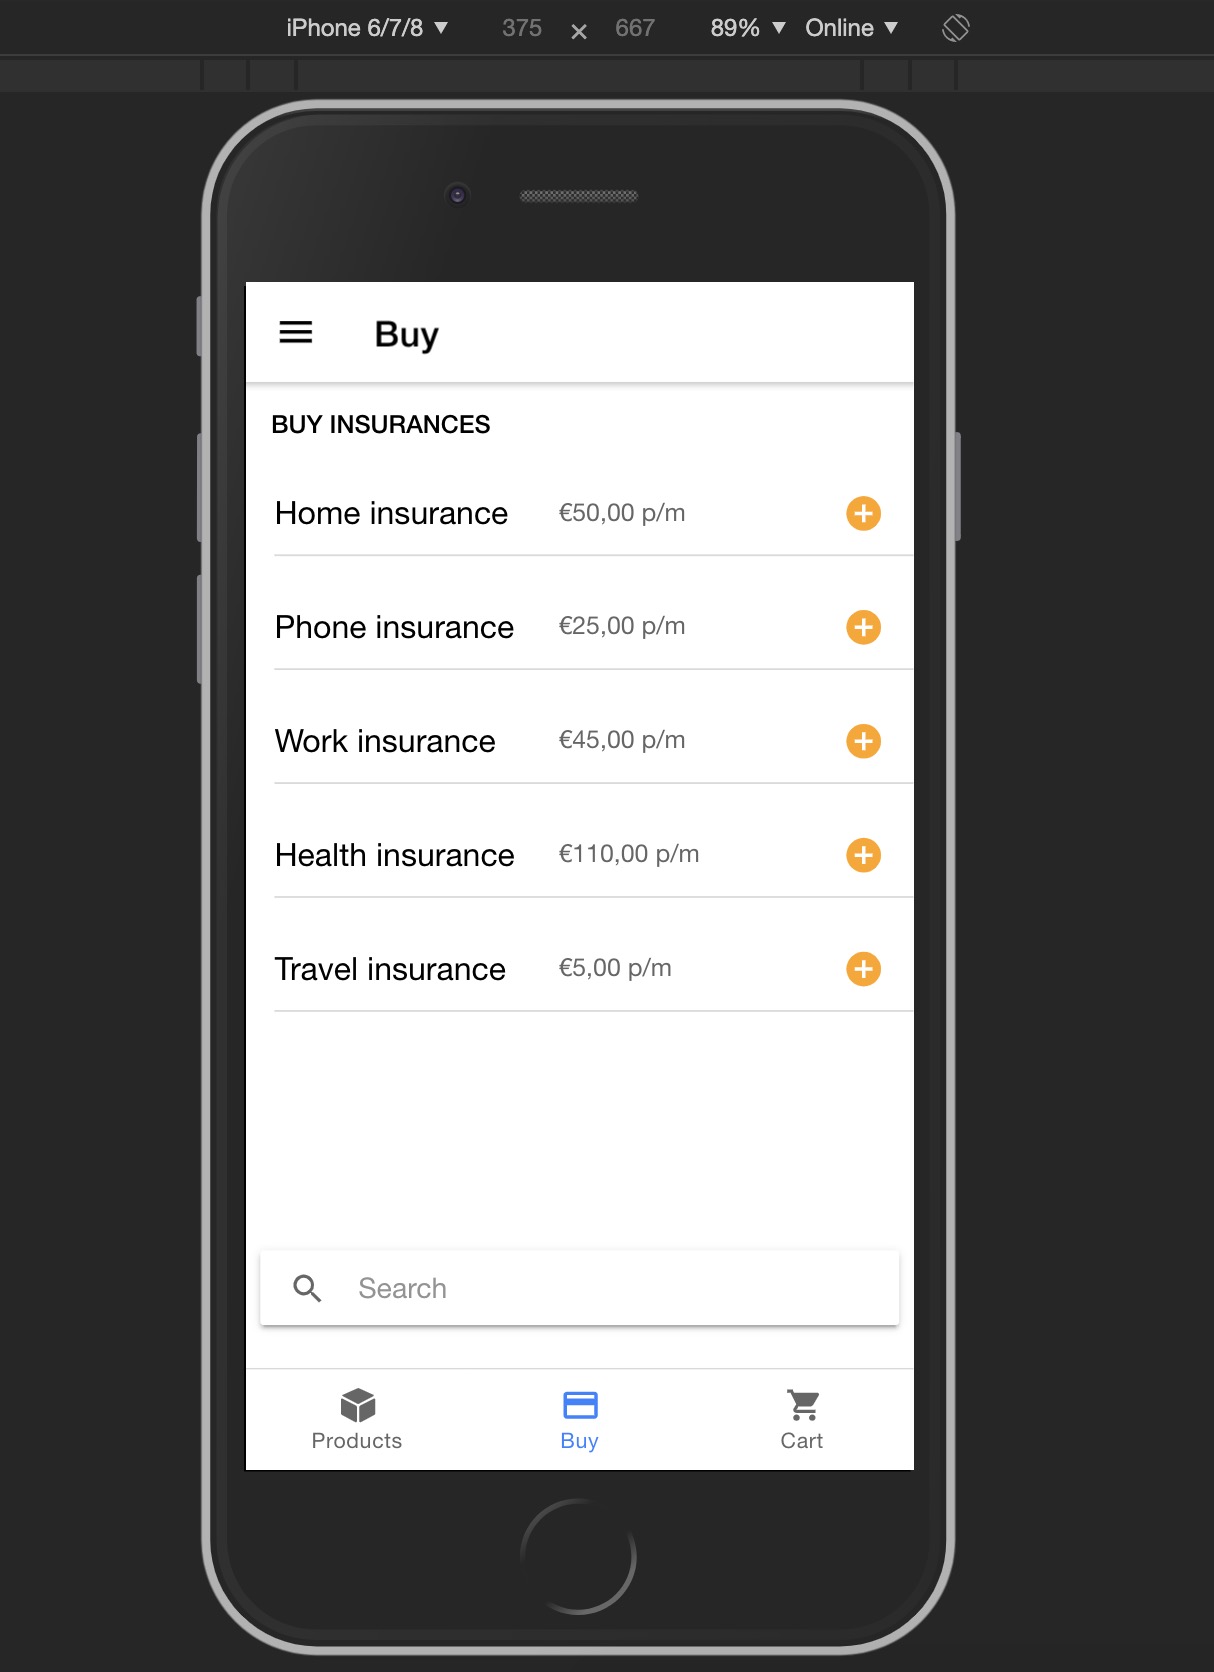 iPhone 6/7/8 ▼ 375 × 667 89% ▼ Online ▼
Buy
BUY INSURANCES
Home insurance €50,00 p/m
Phone insurance €25,00 p/m
Work insurance €45,00 p/m
Health insurance €110,00 p/m
Travel insurance €5,00 p/m
Search
Products Buy Cart